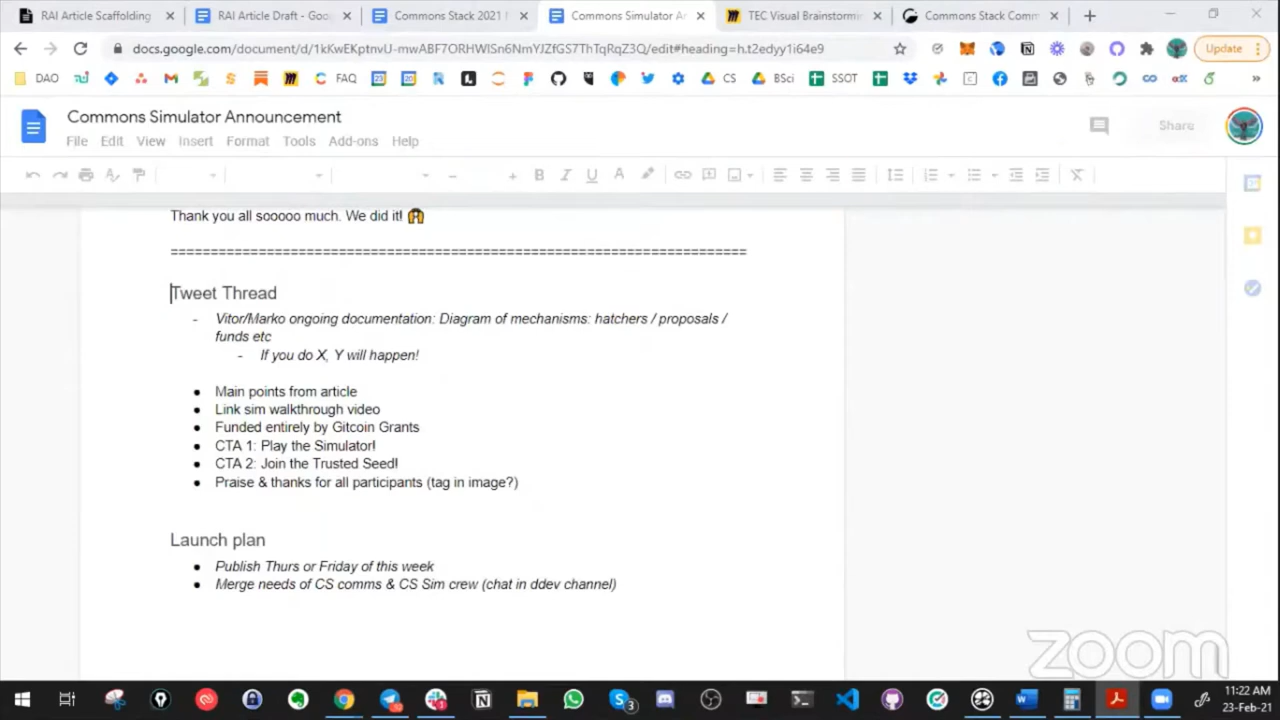 RAI Article Scaffolding
RAI Article Draft - Goo
Commons Stack 2021
Commons Simulator An
TEC Visual Brainstormi
Commons Stack Comm
docs.google.com/document/d/1kKwEKptnvU-mwABF7ORHWISn6NmYJZfGS7ThTqRqZ3Q/edit#heading=h.t2edyy1i64e9
Update
DAO
FAQ
CS
BSci
SSOT
Commons Simulator Announcement
File Edit View Insert Format Tools Add-ons Help
Share
Thank you all sooooo much. We did it!
========================================================================
Tweet Thread
- Vitor/Marko ongoing documentation: Diagram of mechanisms: hatchers / proposals /
funds etc
- If you do X, Y will happen!
● Main points from article
● Link sim walkthrough video
● Funded entirely by Gitcoin Grants
● CTA 1: Play the Simulator!
● CTA 2: Join the Trusted Seed!
● Praise & thanks for all participants (tag in image?)
Launch plan
● Publish Thurs or Friday of this week
● Merge needs of CS comms & CS Sim crew (chat in ddev channel)
zoom
11:22 AM
23-Feb-21